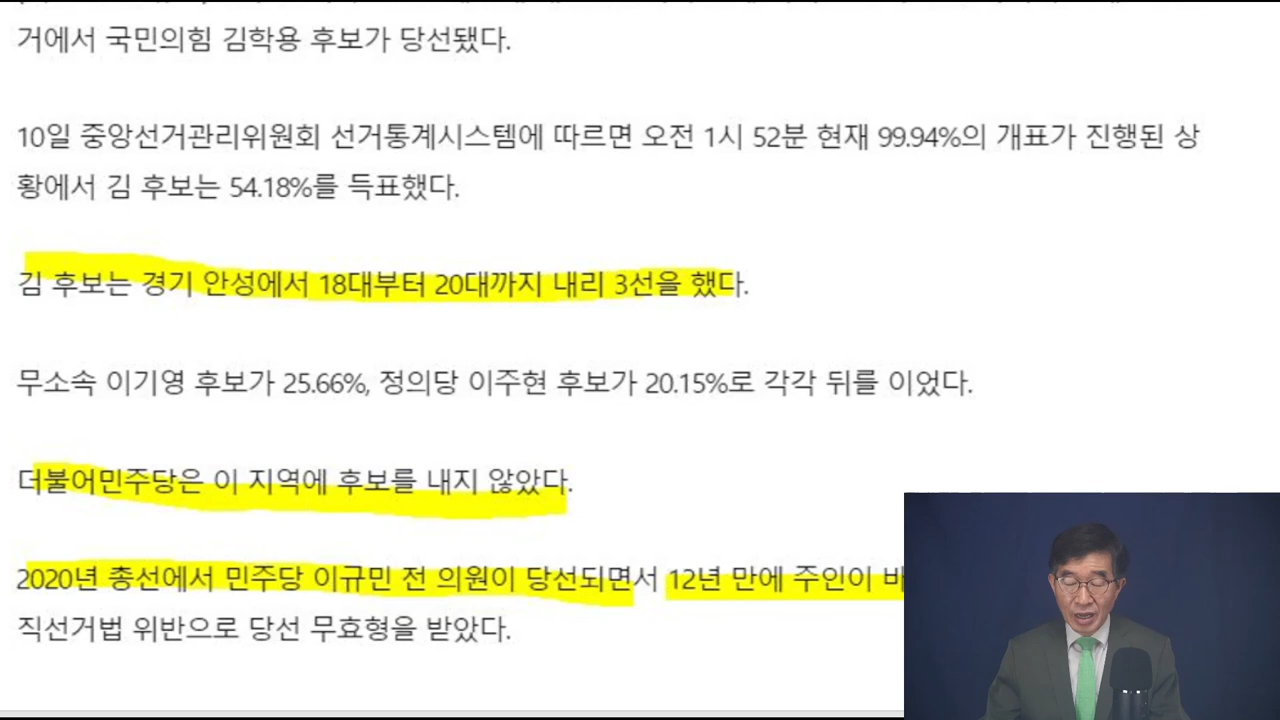 거에서 국민의힘 김학용 후보가 당선됐다.
10일 중앙선거관리위원회 선거통계시스템에 따르면 오전 1시 52분 현재 99.94%의 개표가 진행된 상
황에서 김 후보는 54.18%를 득표했다.
김 후보는 경기 안성에서 18대부터 20대까지 내리 3선을 했다.
무소속 이기영 후보가 25.66%, 정의당 이주현 후보가 20.15%로 각각 뒤를 이었다.
더불어민주당은 이 지역에 후보를 내지 않았다.
2020년 총선에서 민주당 이규민 전 의원이 당선되면서 12년 만에 주인이
직선거법 위반으로 당선 무효형을 받았다.